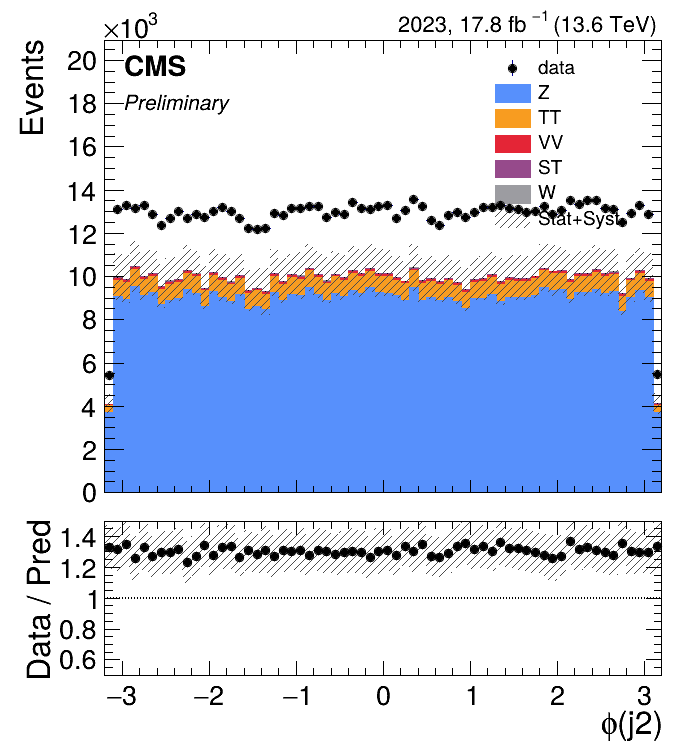 ×10³
2023, 17.8 fb⁻¹ (13.6 TeV)
Events
20
18
16
14
12
10
8
6
4
2
0
CMS
Preliminary
data
Z
TT
VV
ST
W
Stat+Syst
Data / Pred
1.4
1.2
1
0.8
0.6
−3 −2 −1 0 1 2 3
ϕ(j2)